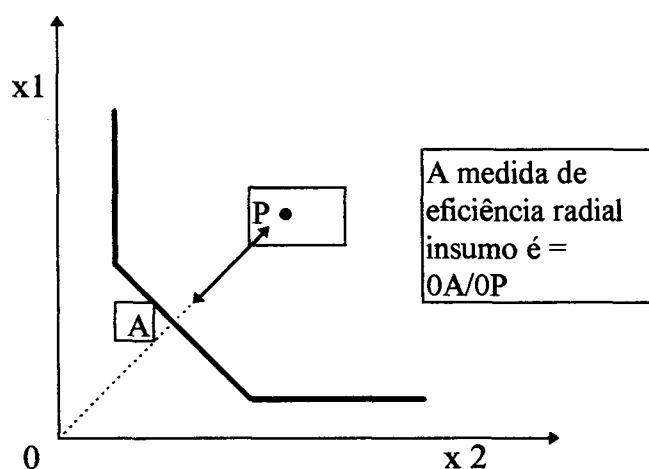 x1
P
A medida de
eficiência radial
insumo é =
0A/0P
A
0
x 2